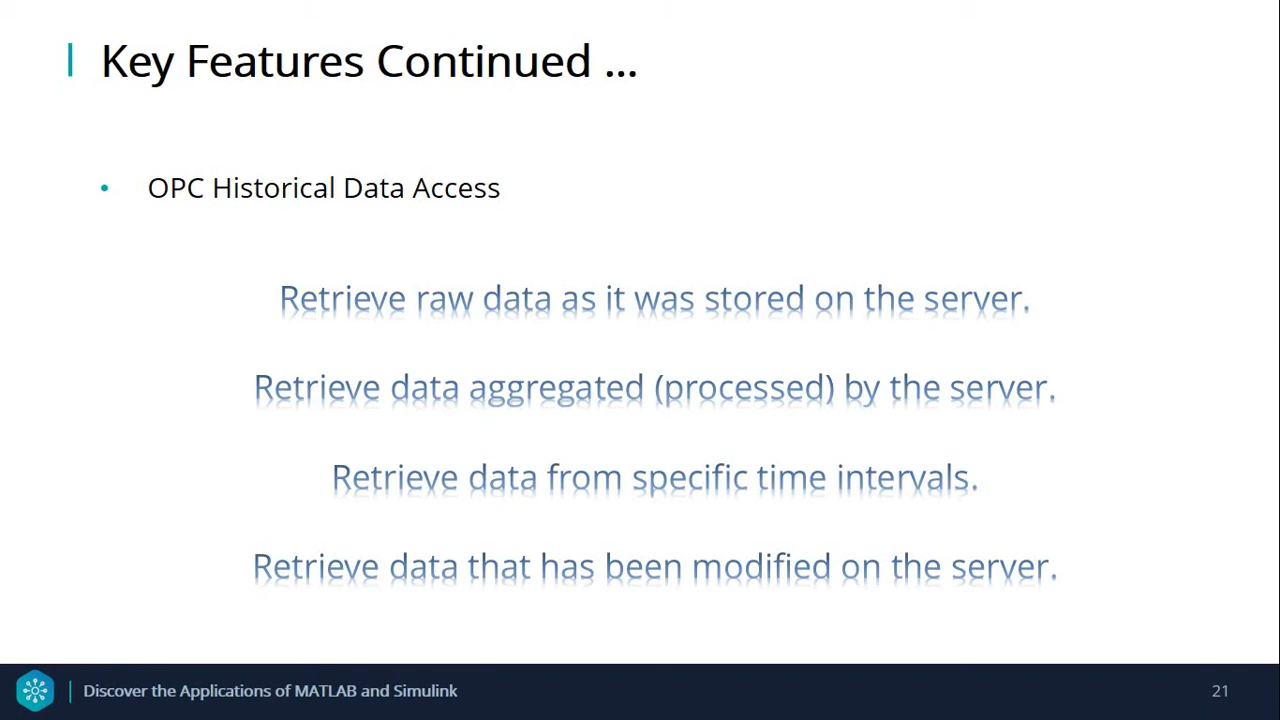 Key Features Continued ...
• OPC Historical Data Access
Retrieve raw data as it was stored on the server.
Retrieve data aggregated (processed) by the server.
Retrieve data from specific time intervals.
Retrieve data that has been modified on the server.
Discover the Applications of MATLAB and Simulink
21